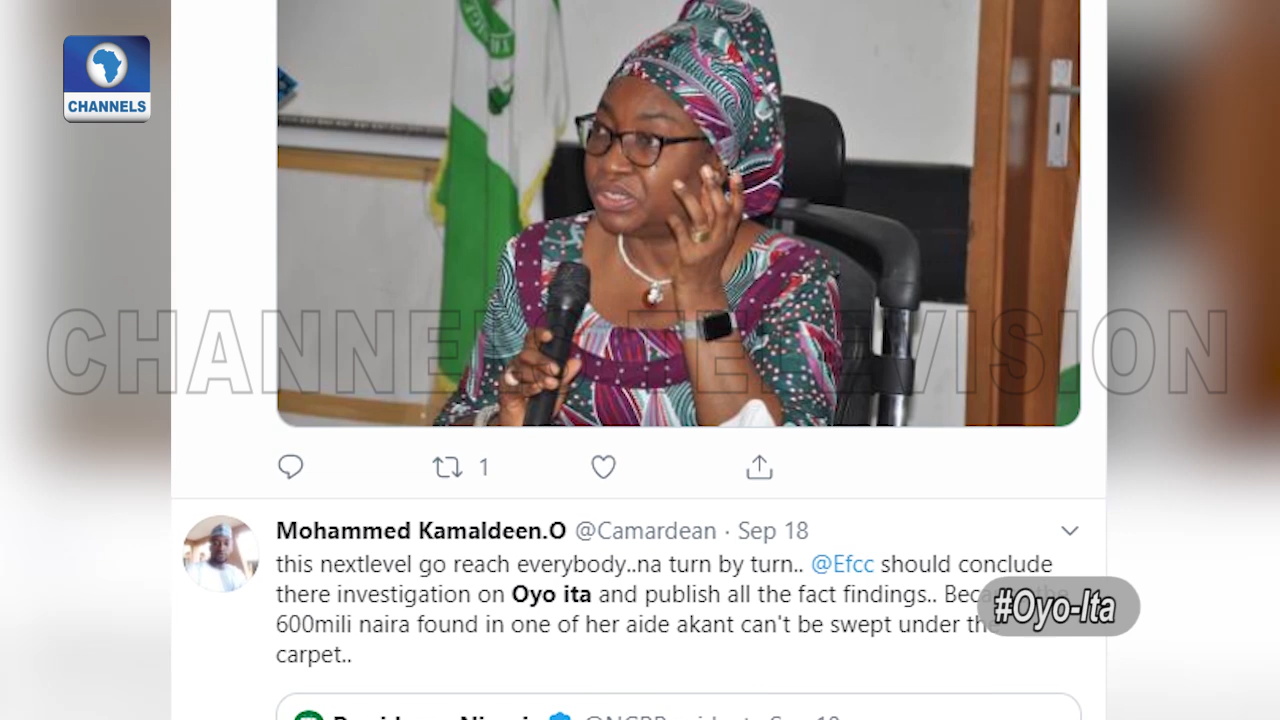 CHANNELS
CHANNELS TELEVISION
1
Mohammed Kamaldeen.O @Camardean · Sep 18
this nextlevel go reach everybody..na turn by turn.. @Efcc should conclude
there investigation on Oyo ita and publish all the fact findings.. the
#Oyo-Ita
600mili naira found in one of her aide akant can't be swept under the
carpet..